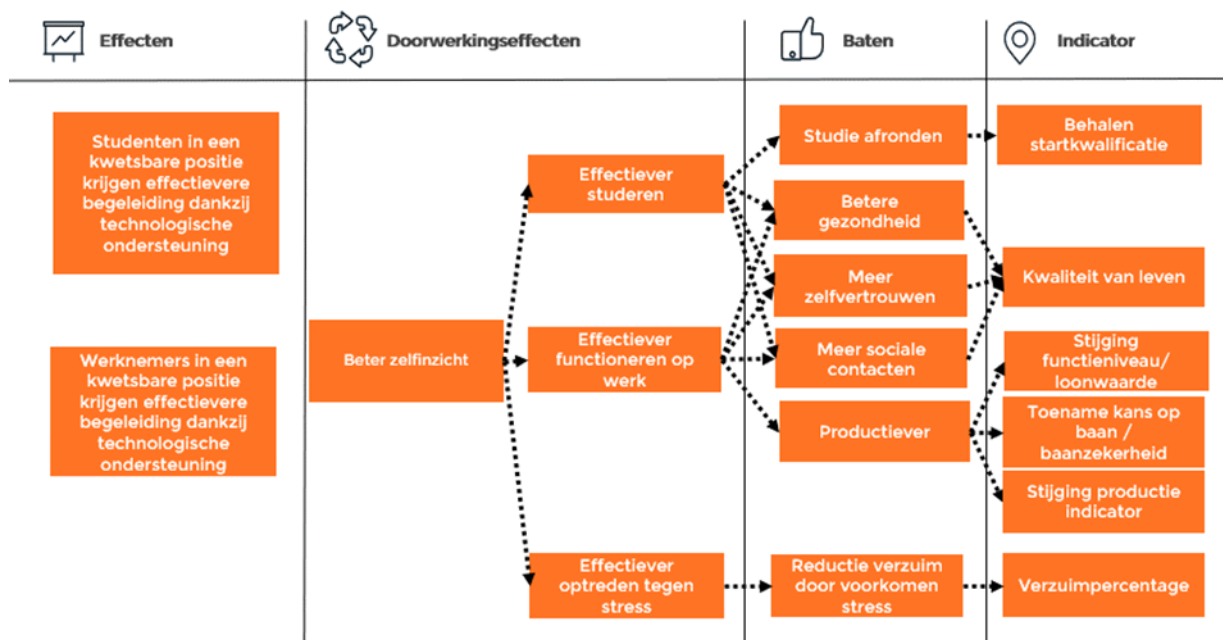 Effecten
Doorwerkingseffecten
Baten
Indicator
Studenten in een
kwetsbare positie
krijgen effectievere
begeleiding dankzij
technologische
ondersteuning
Werknemers in een
kwetsbare positie
krijgen effectievere
begeleiding dankzij
technologische
ondersteuning
Beter zelfinzicht
Effectiever
studeren
Effectiever
functioneren op
werk
Effectiever
optreden tegen
stress
Studie afronden
Betere
gezondheid
Meer
zelfvertrouwen
Meer sociale
contacten
Productiever
Reductie verzuim
door voorkomen
stress
Behalen
startkwalificatie
Kwaliteit van leven
Stijging
functieniveau/
loonwaarde
Toename kans op
baan /
baanzekerheid
Stijging productie
indicator
Verzuimpercentage